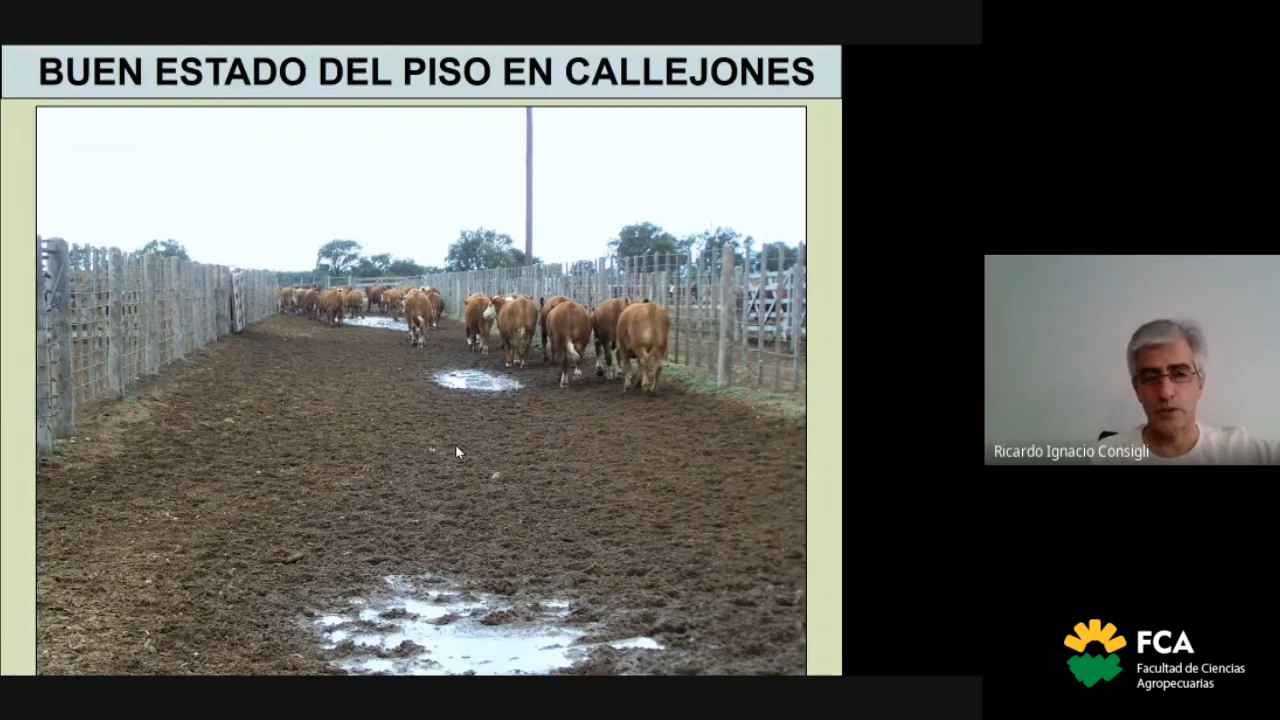 BUEN ESTADO DEL PISO EN CALLEJONES
Ricardo Ignacio Consigli
FCA
Facultad de Ciencias
Agropecuarias